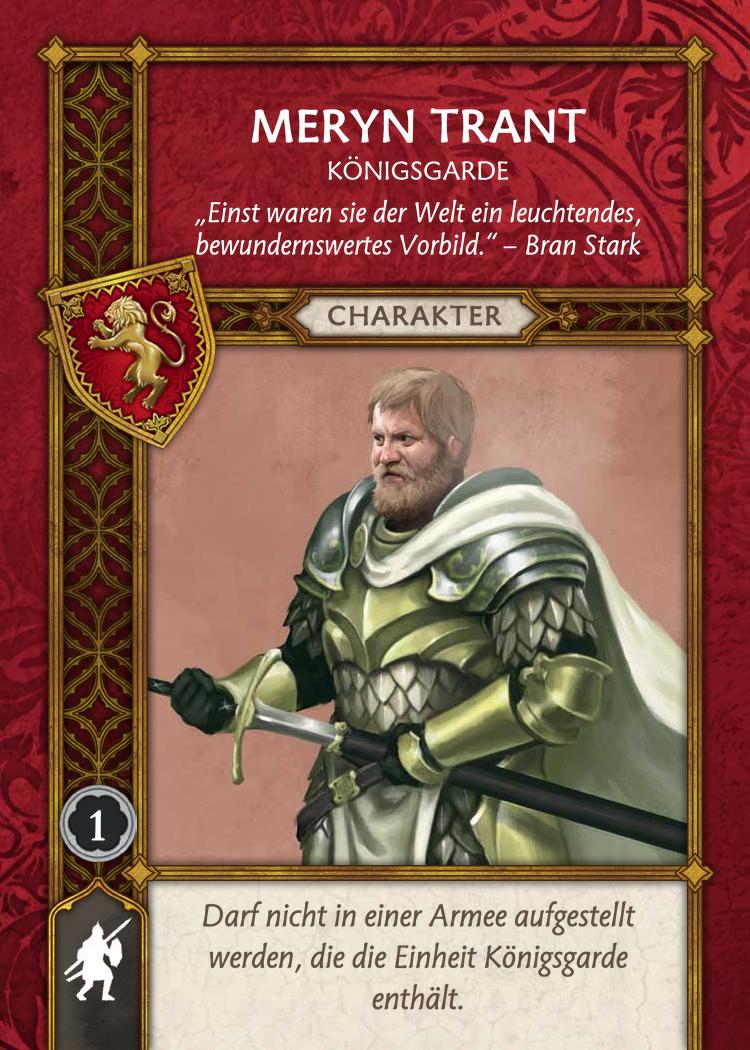 MERYN TRANT
KÖNIGSGARDE
„Einst waren sie der Welt ein leuchtendes,
bewundernswertes Vorbild.“ – Bran Stark
CHARAKTER
1
Darf nicht in einer Armee aufgestellt
werden, die die Einheit Königsgarde
enthält.